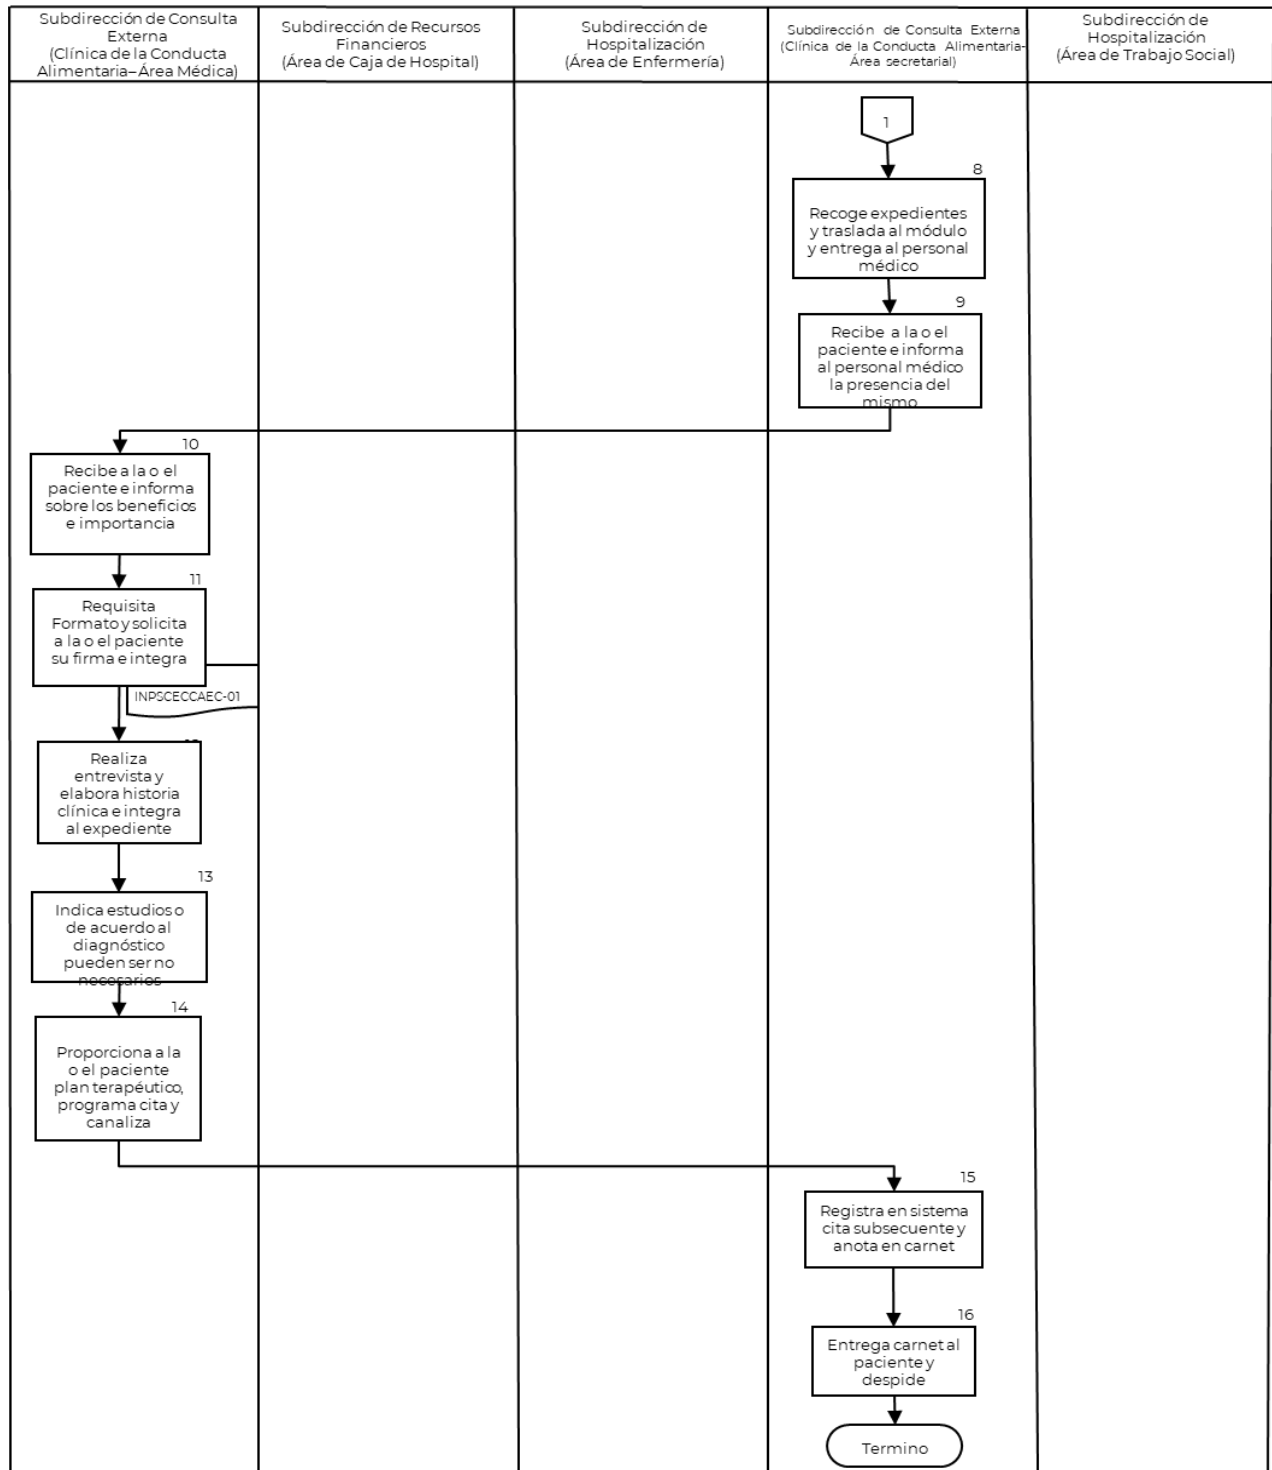 Subdirección de Consulta
Externa
(Clínica de la Conducta
Alimentaria–Área Médica)
Subdirección de Recursos
Financieros
(Área de Caja de Hospital)
Subdirección de
Hospitalización
(Área de Enfermería)
Subdirección de Consulta Externa
(Clínica de la Conducta Alimentaria-
Área secretarial)
Subdirección de
Hospitalización
(Área de Trabajo Social)
1
8
Recoge expedientes
y traslada al módulo
y entrega al personal
médico
9
Recibe a la o el
paciente e informa
al personal médico
la presencia del
mismo
10
Recibe a la o el
paciente e informa
sobre los beneficios
e importancia
11
Requisita
Formato y solicita
a la o el paciente
su firma e integra
INPSCECCAEC-01
Realiza
entrevista y
elabora historia
clínica e integra
al expediente
13
Indica estudios o
de acuerdo al
diagnóstico
pueden ser no
necesarios
14
Proporciona a la
o el paciente
plan terapéutico,
programa cita y
canaliza
15
Registra en sistema
cita subsecuente y
anota en carnet
16
Entrega carnet al
paciente y
despide
Termino